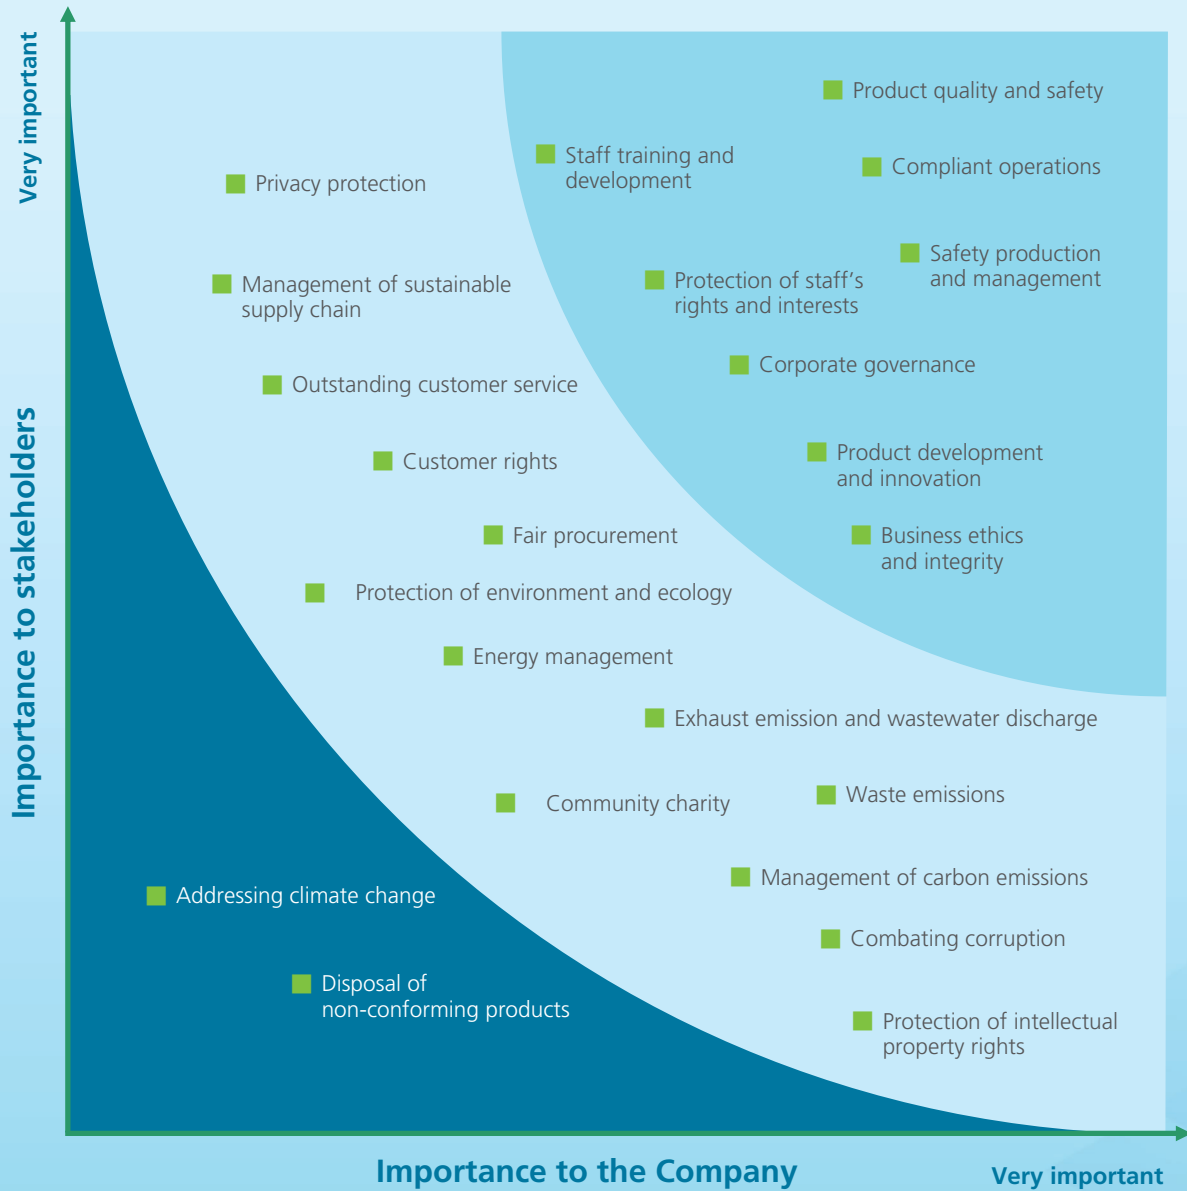 Very important
Importance to stakeholders
Product quality and safety
Staff training and
development
Compliant operations
Privacy protection
Safety production
and management
Protection of staff’s
rights and interests
Management of sustainable
supply chain
Corporate governance
Outstanding customer service
Product development
and innovation
Customer rights
Fair procurement
Business ethics
and integrity
Protection of environment and ecology
Energy management
Exhaust emission and wastewater discharge
Community charity
Waste emissions
Management of carbon emissions
Addressing climate change
Combating corruption
Disposal of
non-conforming products
Protection of intellectual
property rights
Importance to the Company
Very important